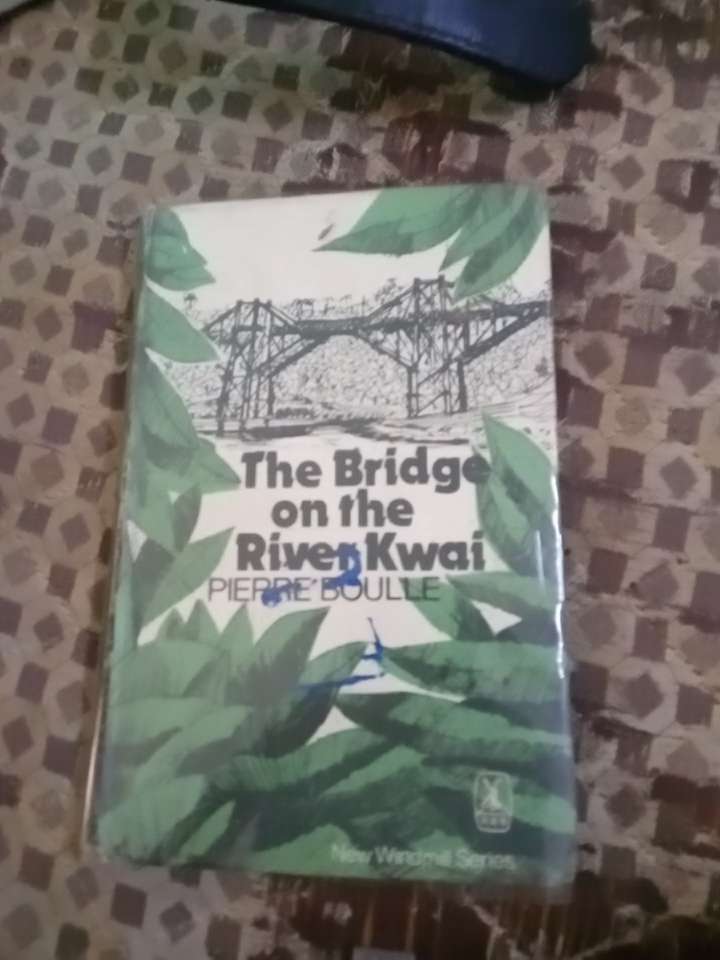 The Bridge
on the
River Kwai
PIERRE BOULLE
New Windmill Series